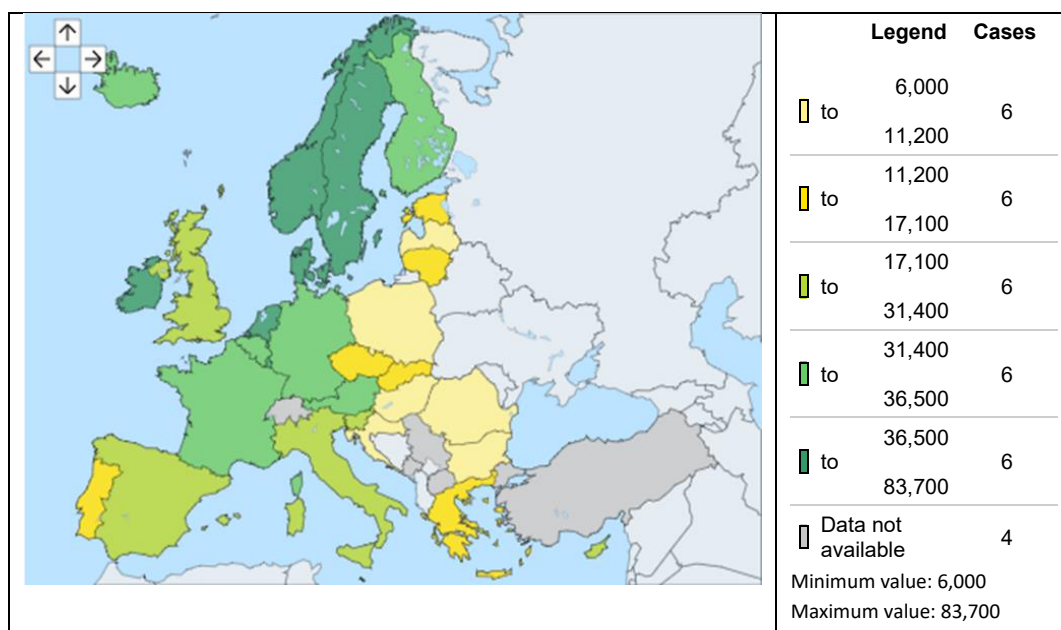 Legend Cases
6,000
to 6
11,200
11,200
to 6
17,100
17,100
to 6
31,400
31,400
to 6
36,500
36,500
to 6
83,700
Data not
available 4
Minimum value: 6,000
Maximum value: 83,700